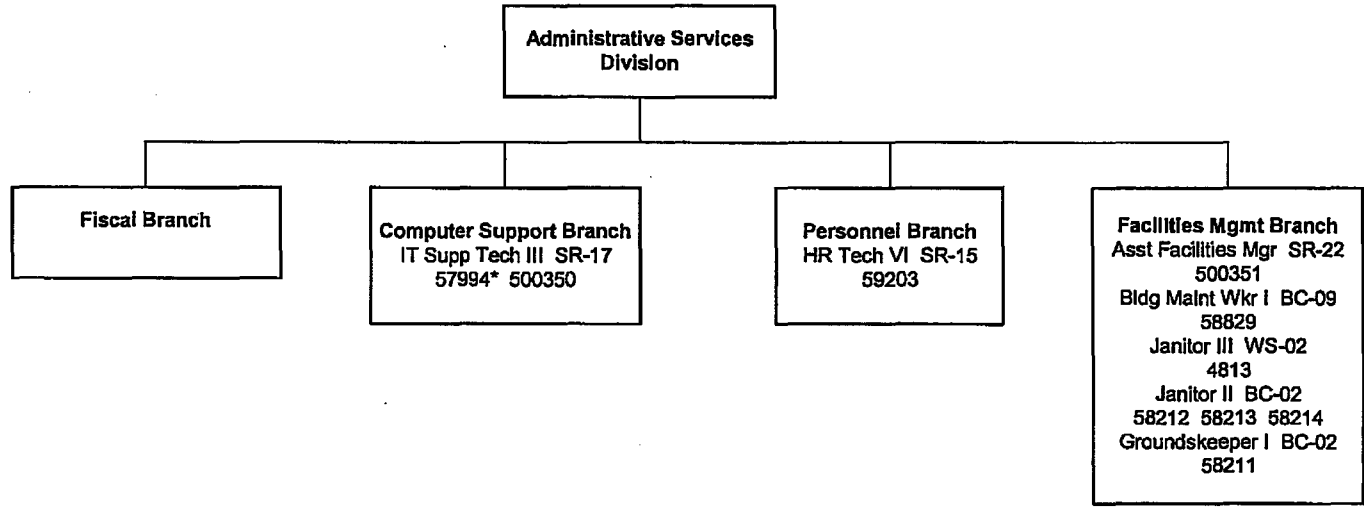 Administrative Services
Division
Fiscal Branch
Computer Support Branch
IT Supp Tech III SR-17
57994* 500350
Personnel Branch
HR Tech VI SR-15
59203
Facilities Mgmt Branch
Asst Facilities Mgr SR-22
500351
Bldg Maint Wkr I BC-09
58829
Janitor III WS-02
4813
Janitor II BC-02
58212 58213 58214
Groundskeeper I BC-02
58211